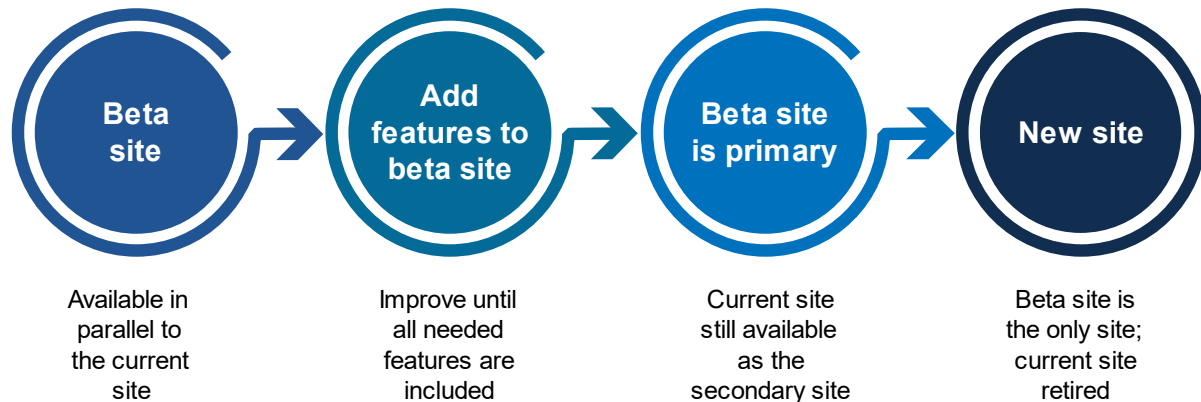 Beta
site
Add
features to
beta site
Beta site
is primary
New site
Available in
parallel to
the current
site
Improve until
all needed
features are
included
Current site
still available
as the
secondary site
Beta site is
the only site;
current site
retired